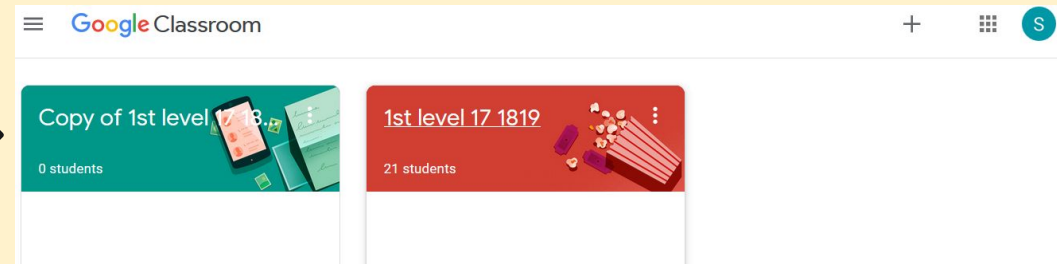 Google Classroom
S
Copy of 1st level 17 18...
1st level 17 1819
0 students
21 students